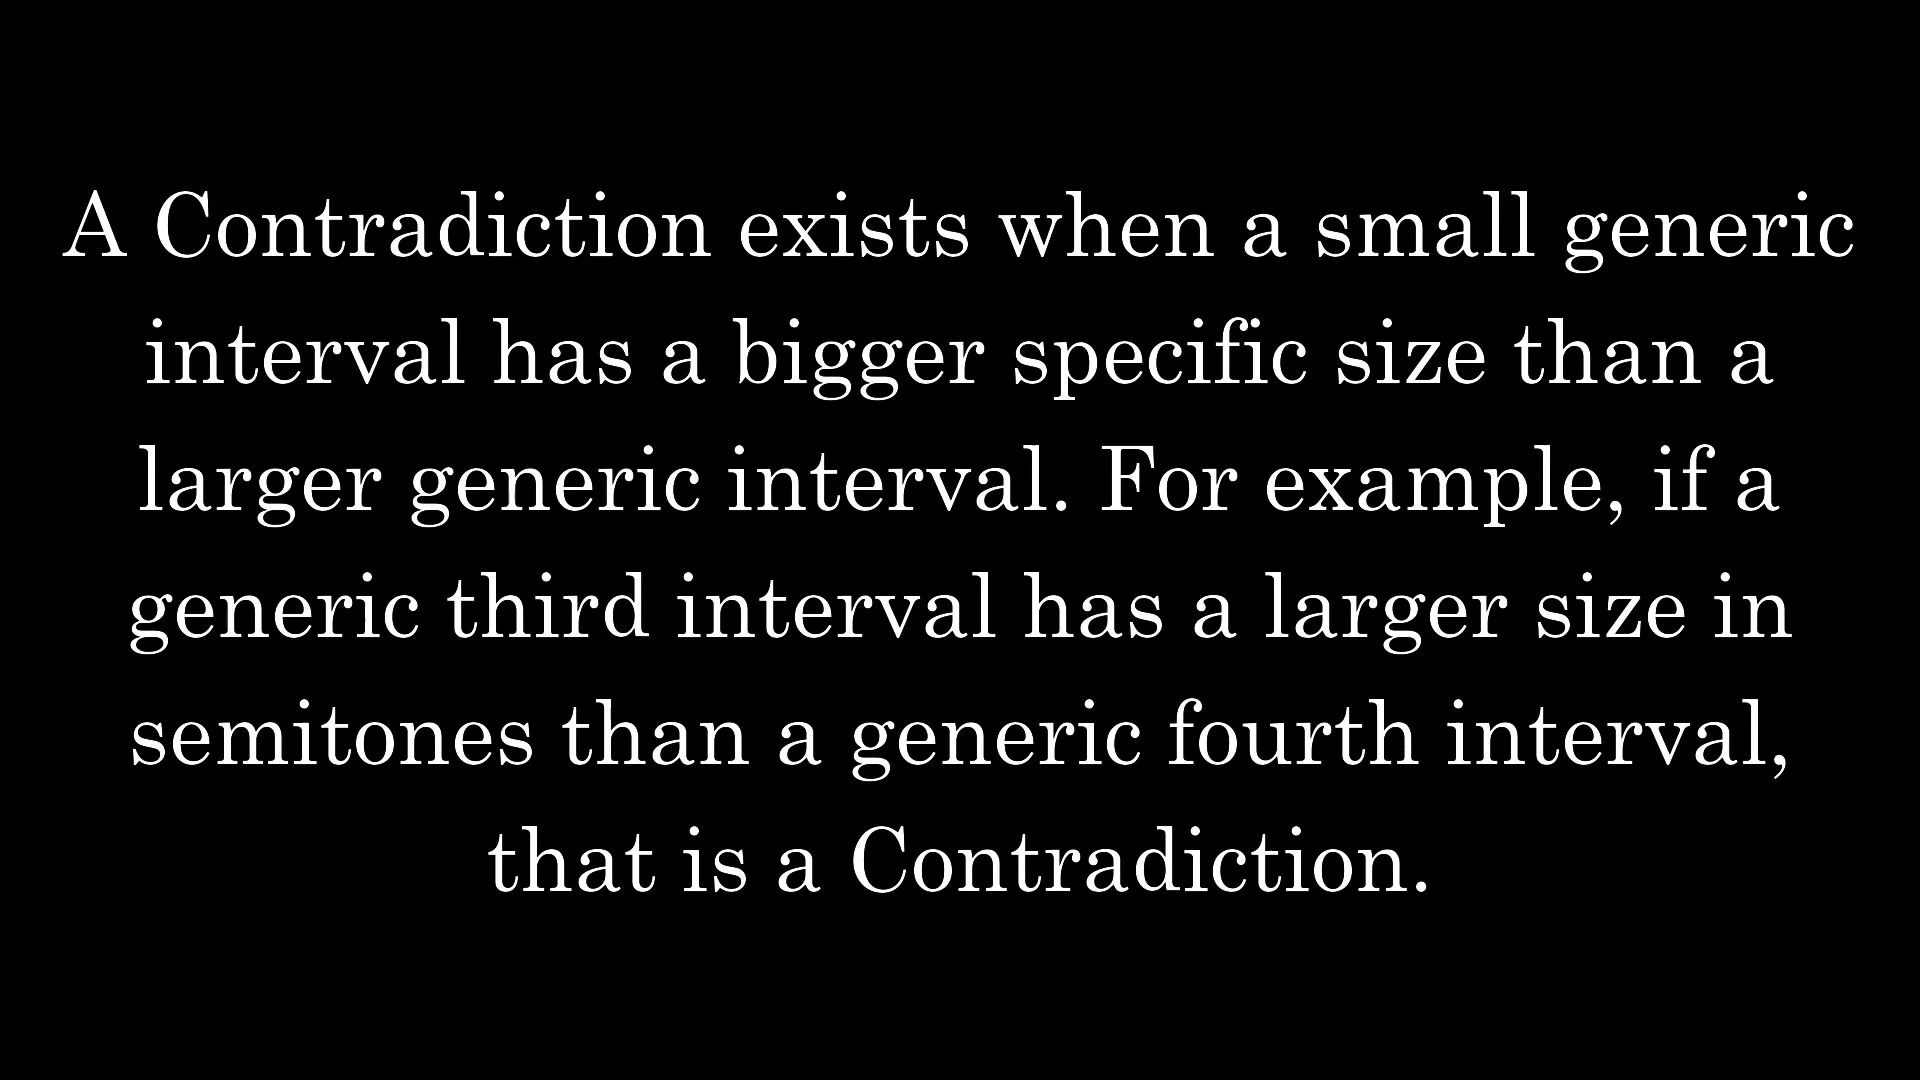 A Contradiction exists when a small generic
interval has a bigger specific size than a
larger generic interval. For example, if a
generic third interval has a larger size in
semitones than a generic fourth interval,
that is a Contradiction.